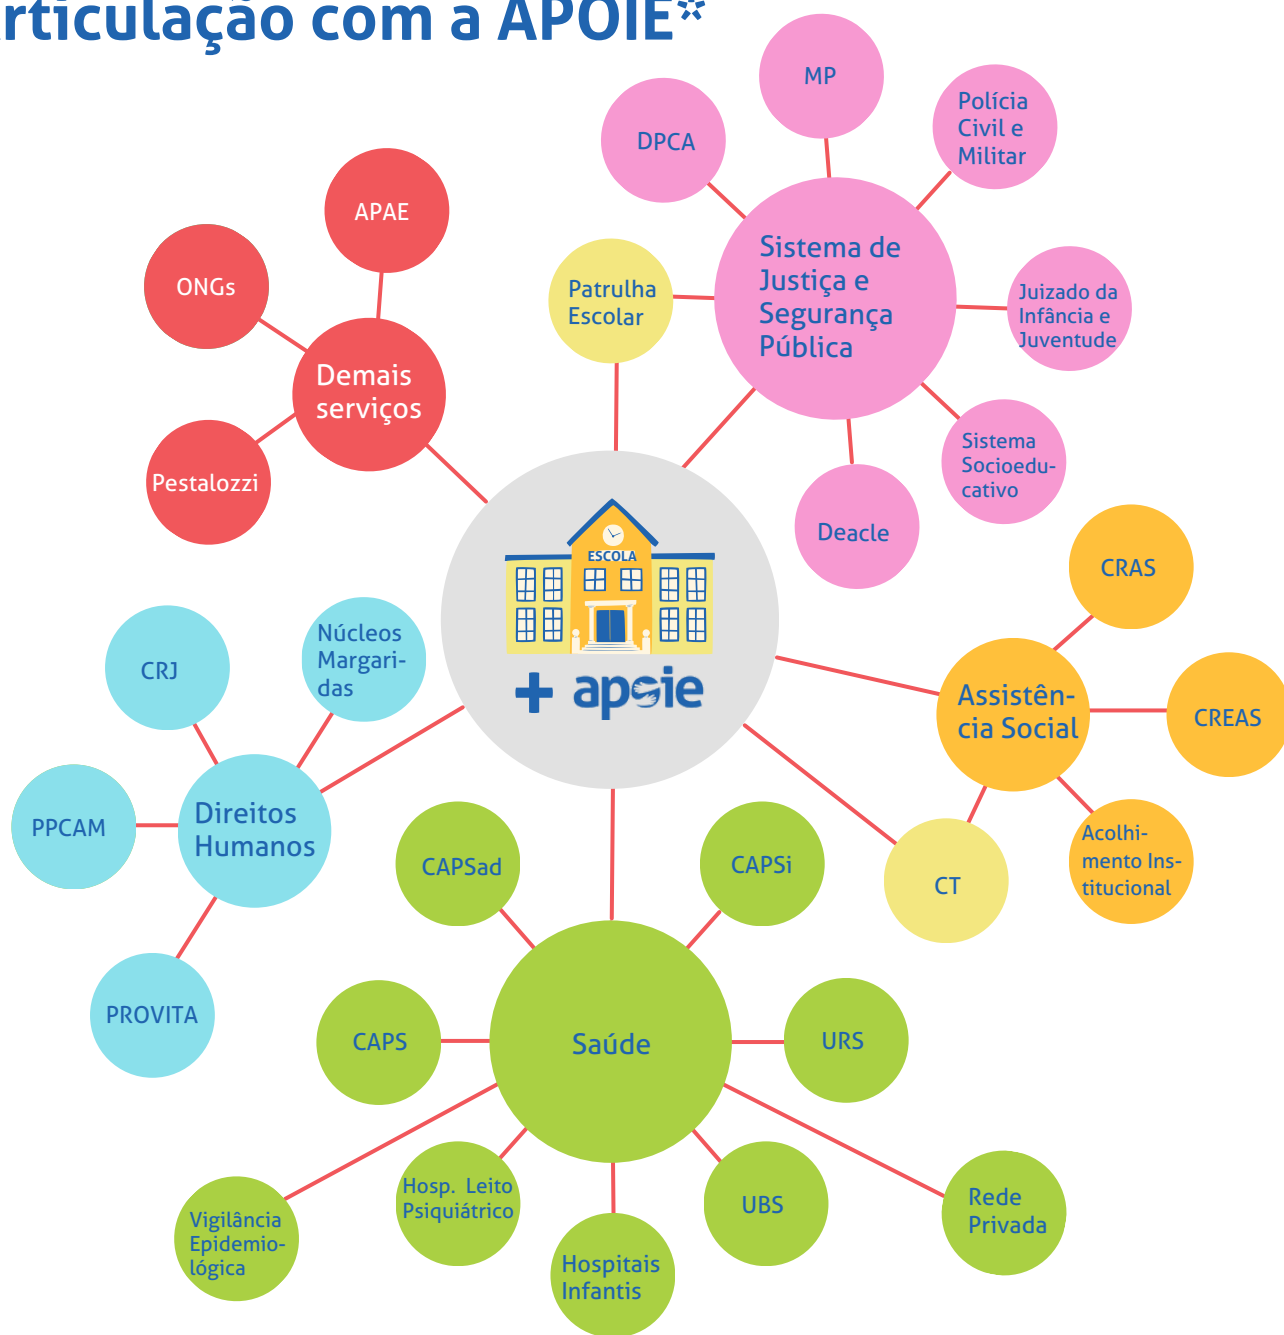 rticulação com a APOIE*
MP
DPCA
Polícia
Civil e
Militar
APAE
ONGs
Sistema de
Justiça e
Segurança
Pública
Patrulha
Escolar
Juizado da
Infância e
Juventude
Demais
serviços
Pestalozzi
Sistema
Socioedu-
cativo
Deacle
ESCOLA
+ apoie
CRAS
CREAS
Assistên-
cia Social
Acolhi-
mento Ins-
titucional
CT
Núcleos
Margari-
das
CRJ
PPCAM
Direitos
Humanos
PROVITA
CAPSad
CAPSi
CAPS
Saúde
URS
Vigilância
Epidemio-
lógica
Hosp. Leito
Psiquiátrico
Hospitais
Infantis
UBS
Rede
Privada